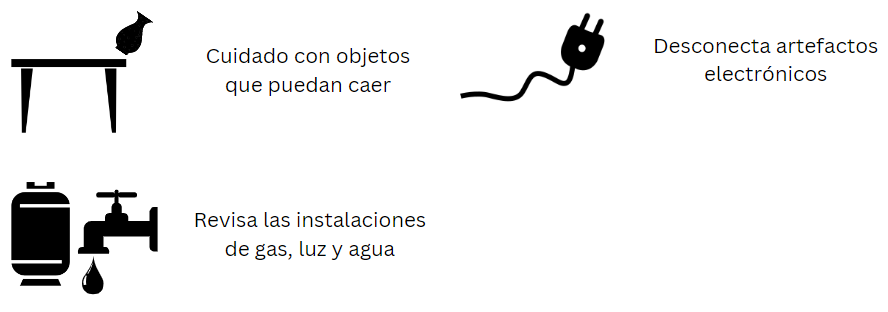 Cuidado con objetos
que puedan caer
Desconecta artefactos
electrónicos
Revisa las instalaciones
de gas, luz y agua